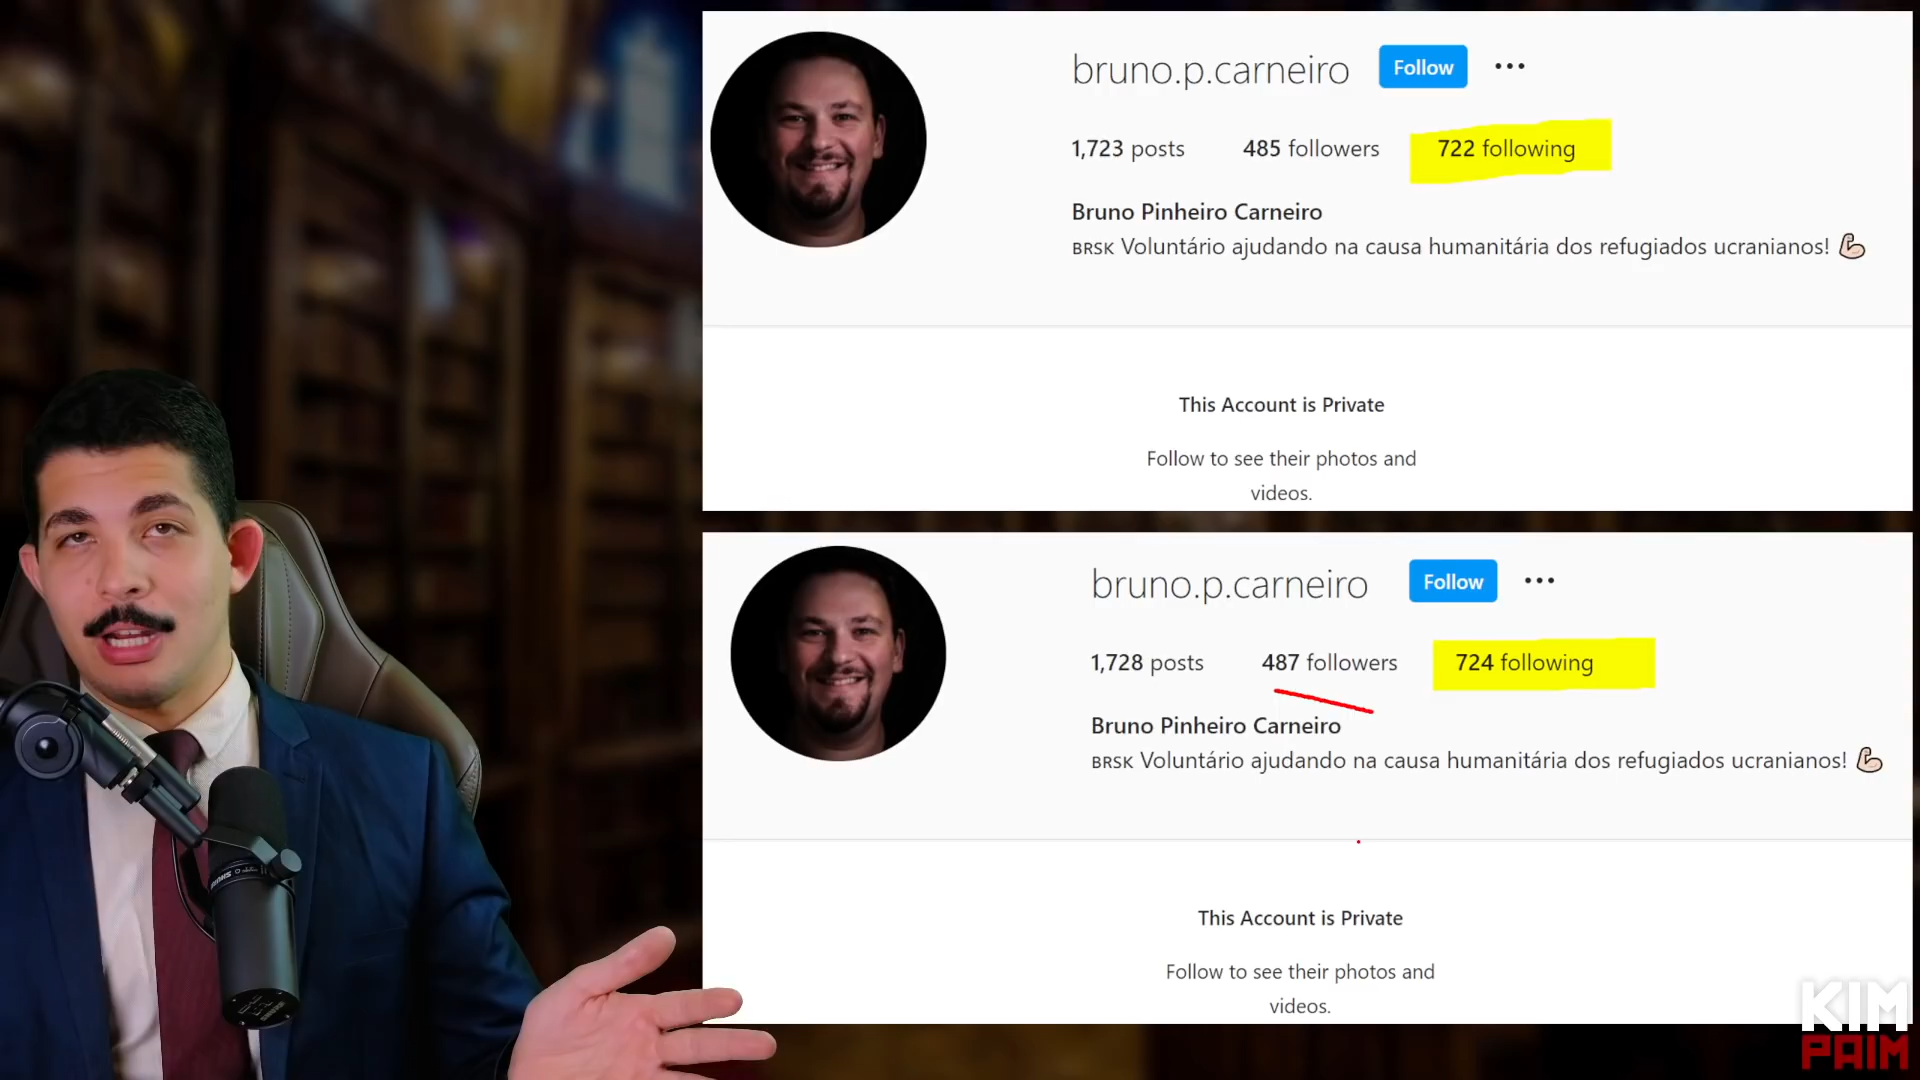 bruno.p.carneiro Follow
1,723 posts 485 followers 722 following
Bruno Pinheiro Carneiro
BRSK Voluntário ajudando na causa humanitária dos refugiados ucranianos! 💪🏻
This Account is Private
Follow to see their photos and
videos.
bruno.p.carneiro Follow
1,728 posts 487 followers 724 following
Bruno Pinheiro Carneiro
BRSK Voluntário ajudando na causa humanitária dos refugiados ucranianos! 💪🏻
This Account is Private
Follow to see their photos and
videos.
SHURE
KIM
PAIM